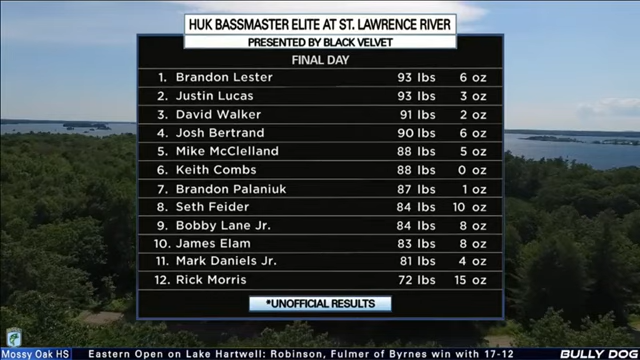 HUK BASSMASTER ELITE AT ST. LAWRENCE RIVER
PRESENTED BY BLACK VELVET
FINAL DAY
1. Brandon Lester 93 lbs 6 oz
2. Justin Lucas 93 lbs 3 oz
3. David Walker 91 lbs 2 oz
4. Josh Bertrand 90 lbs 6 oz
5. Mike McClelland 88 lbs 5 oz
6. Keith Combs 88 lbs 0 oz
7. Brandon Palaniuk 87 lbs 1 oz
8. Seth Feider 84 lbs 10 oz
9. Bobby Lane Jr. 84 lbs 8 oz
10. James Elam 83 lbs 8 oz
11. Mark Daniels Jr. 81 lbs 4 oz
12. Rick Morris 72 lbs 15 oz
*UNOFFICIAL RESULTS
Mossy Oak HS Eastern Open on Lake Hartwell: Robinson, Fulmer of Byrnes win with 17-12 BULLY DOG